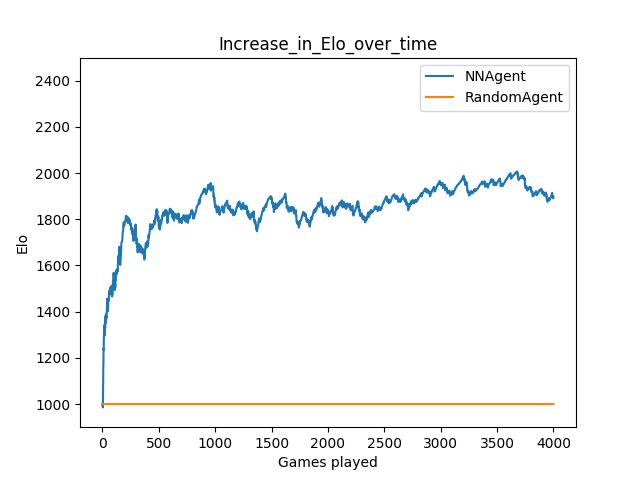 Increase_in_Elo_over_time
NNAgent
RandomAgent
2400
2200
2000
1800
1600
1400
1200
1000
Elo
0 500 1000 1500 2000 2500 3000 3500 4000
Games played